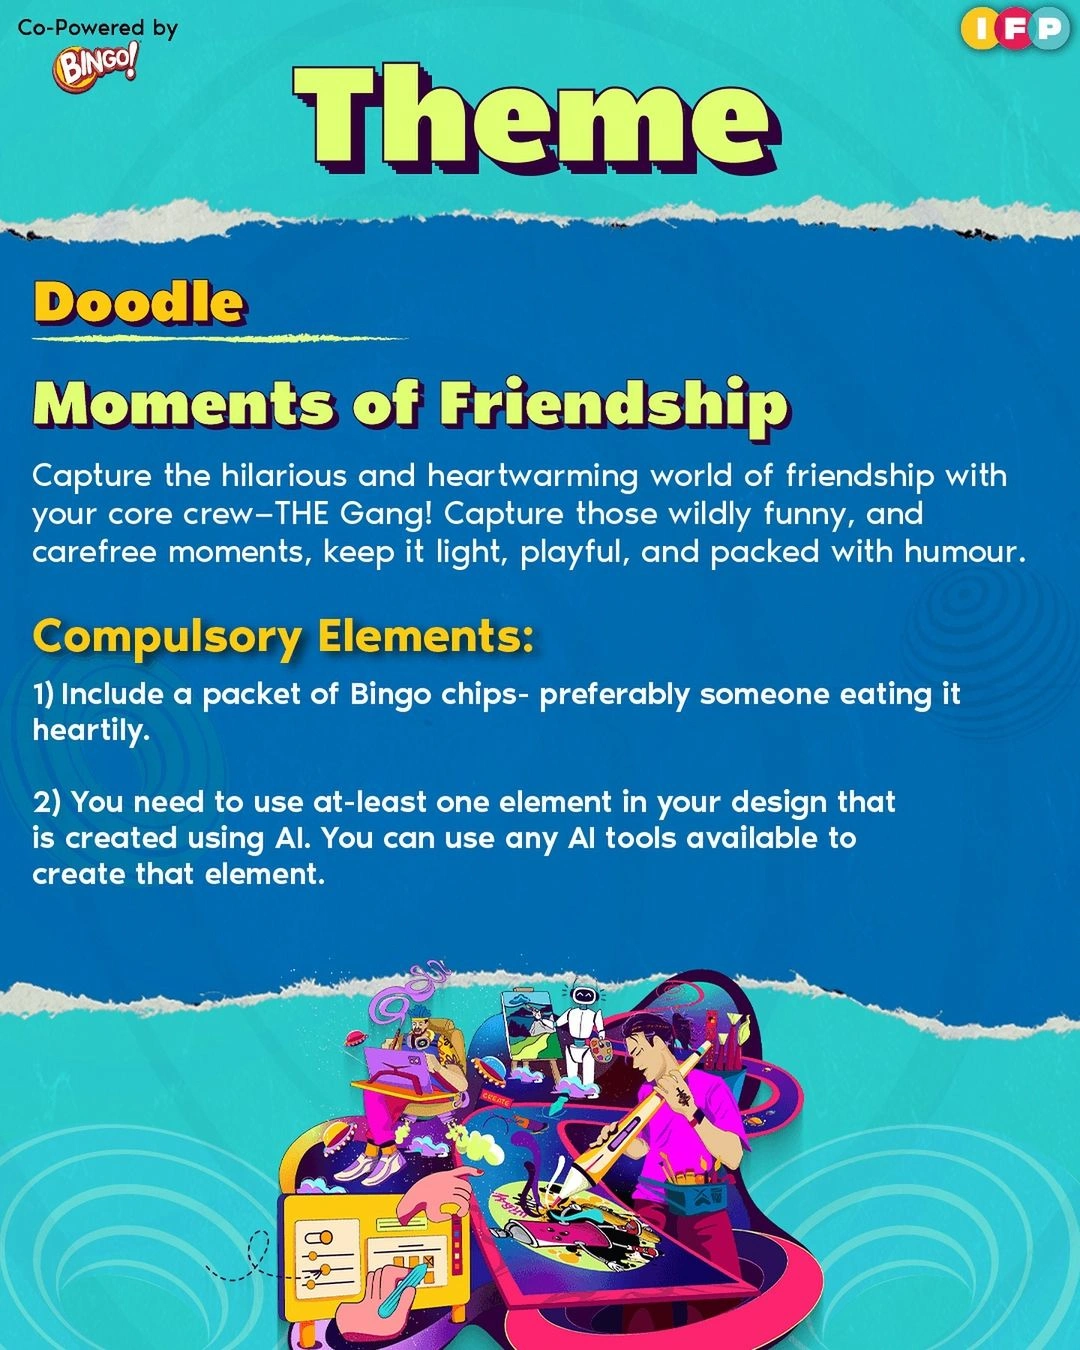 Co-Powered by
BINGO!
IFP
Theme
Doodle
Moments of Friendship
Capture the hilarious and heartwarming world of friendship with
your core crew–THE Gang! Capture those wildly funny, and
carefree moments, keep it light, playful, and packed with humour.
Compulsory Elements:
1) Include a packet of Bingo chips- preferably someone eating it
heartily.
2) You need to use at-least one element in your design that
is created using AI. You can use any AI tools available to
create that element.
CREATE